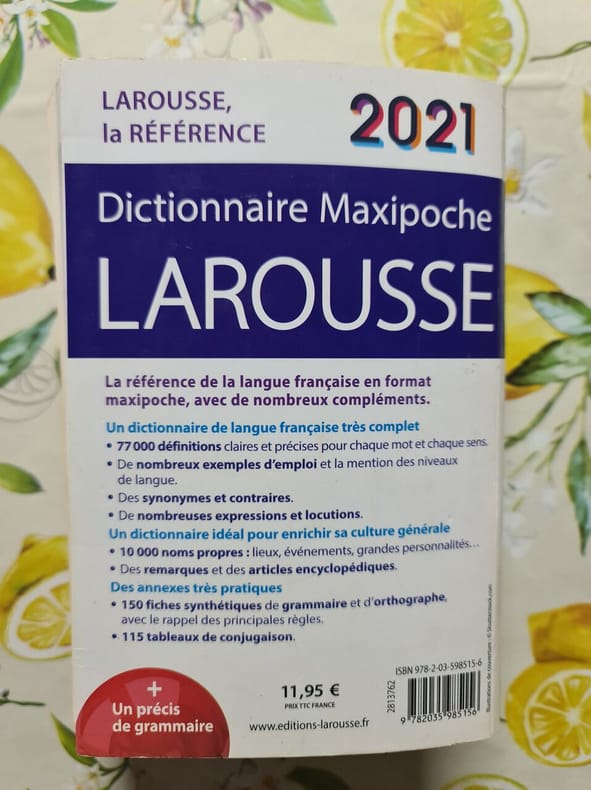 LAROUSSE,
la RÉFÉRENCE
2021
Dictionnaire Maxipoche
LAROUSSE
La référence de la langue française en format
maxipoche, avec de nombreux compléments.
Un dictionnaire de langue française très complet
• 77 000 définitions claires et précises pour chaque mot et chaque sens.
• De nombreux exemples d'emploi et la mention des niveaux
de langue.
• Des synonymes et contraires.
• De nombreuses expressions et locutions.
Un dictionnaire idéal pour enrichir sa culture générale
• 10 000 noms propres : lieux, événements, grandes personnalités…
• Des remarques et des articles encyclopédiques.
Des annexes très pratiques
• 150 fiches synthétiques de grammaire et d'orthographe,
avec le rappel des principales règles.
• 115 tableaux de conjugaison.
+
Un précis
de grammaire
11,95 €
PRIX TTC FRANCE
www.editions-larousse.fr
2813762
ISBN 978-2-03-598515-6
9 782035 985156
Illustrations de couverture : © Shutterstock.com